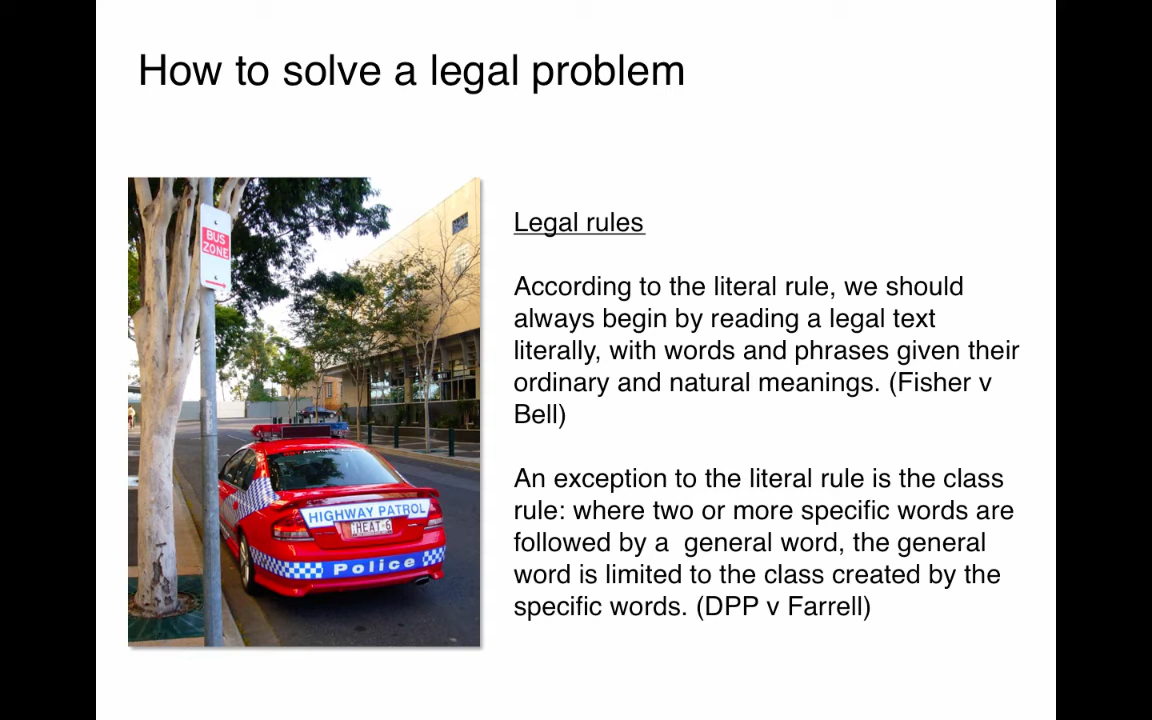 How to solve a legal problem
BUS
ZONE
HIGHWAY PATROL
HEAT-6
Police
Legal rules
According to the literal rule, we should
always begin by reading a legal text
literally, with words and phrases given their
ordinary and natural meanings. (Fisher v
Bell)
An exception to the literal rule is the class
rule: where two or more specific words are
followed by a  general word, the general
word is limited to the class created by the
specific words. (DPP v Farrell)